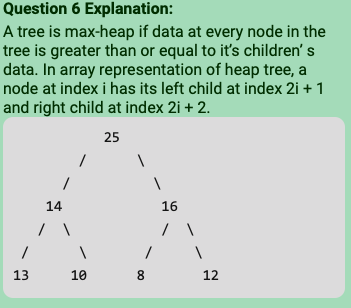 Question 6 Explanation:
A tree is max-heap if data at every node in the
tree is greater than or equal to it's children' s
data. In array representation of heap tree, a
node at index i has its left child at index 2i + 1
and right child at index 2i + 2.
25
/ \
/ \
14 16
/ \ / \
/ \ / \
13 10 8 12